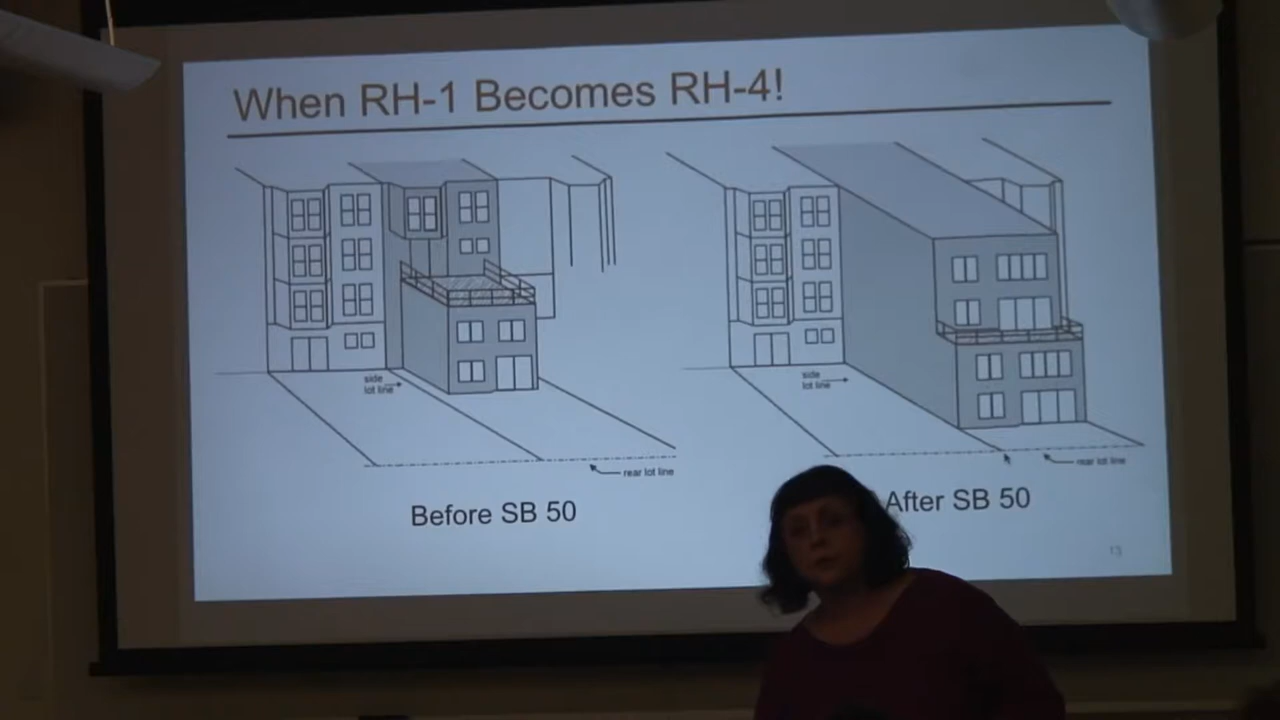 When RH-1 Becomes RH-4!
side
lot line
rear lot line
Before SB 50
side
lot line
rear lot line
After SB 50
13